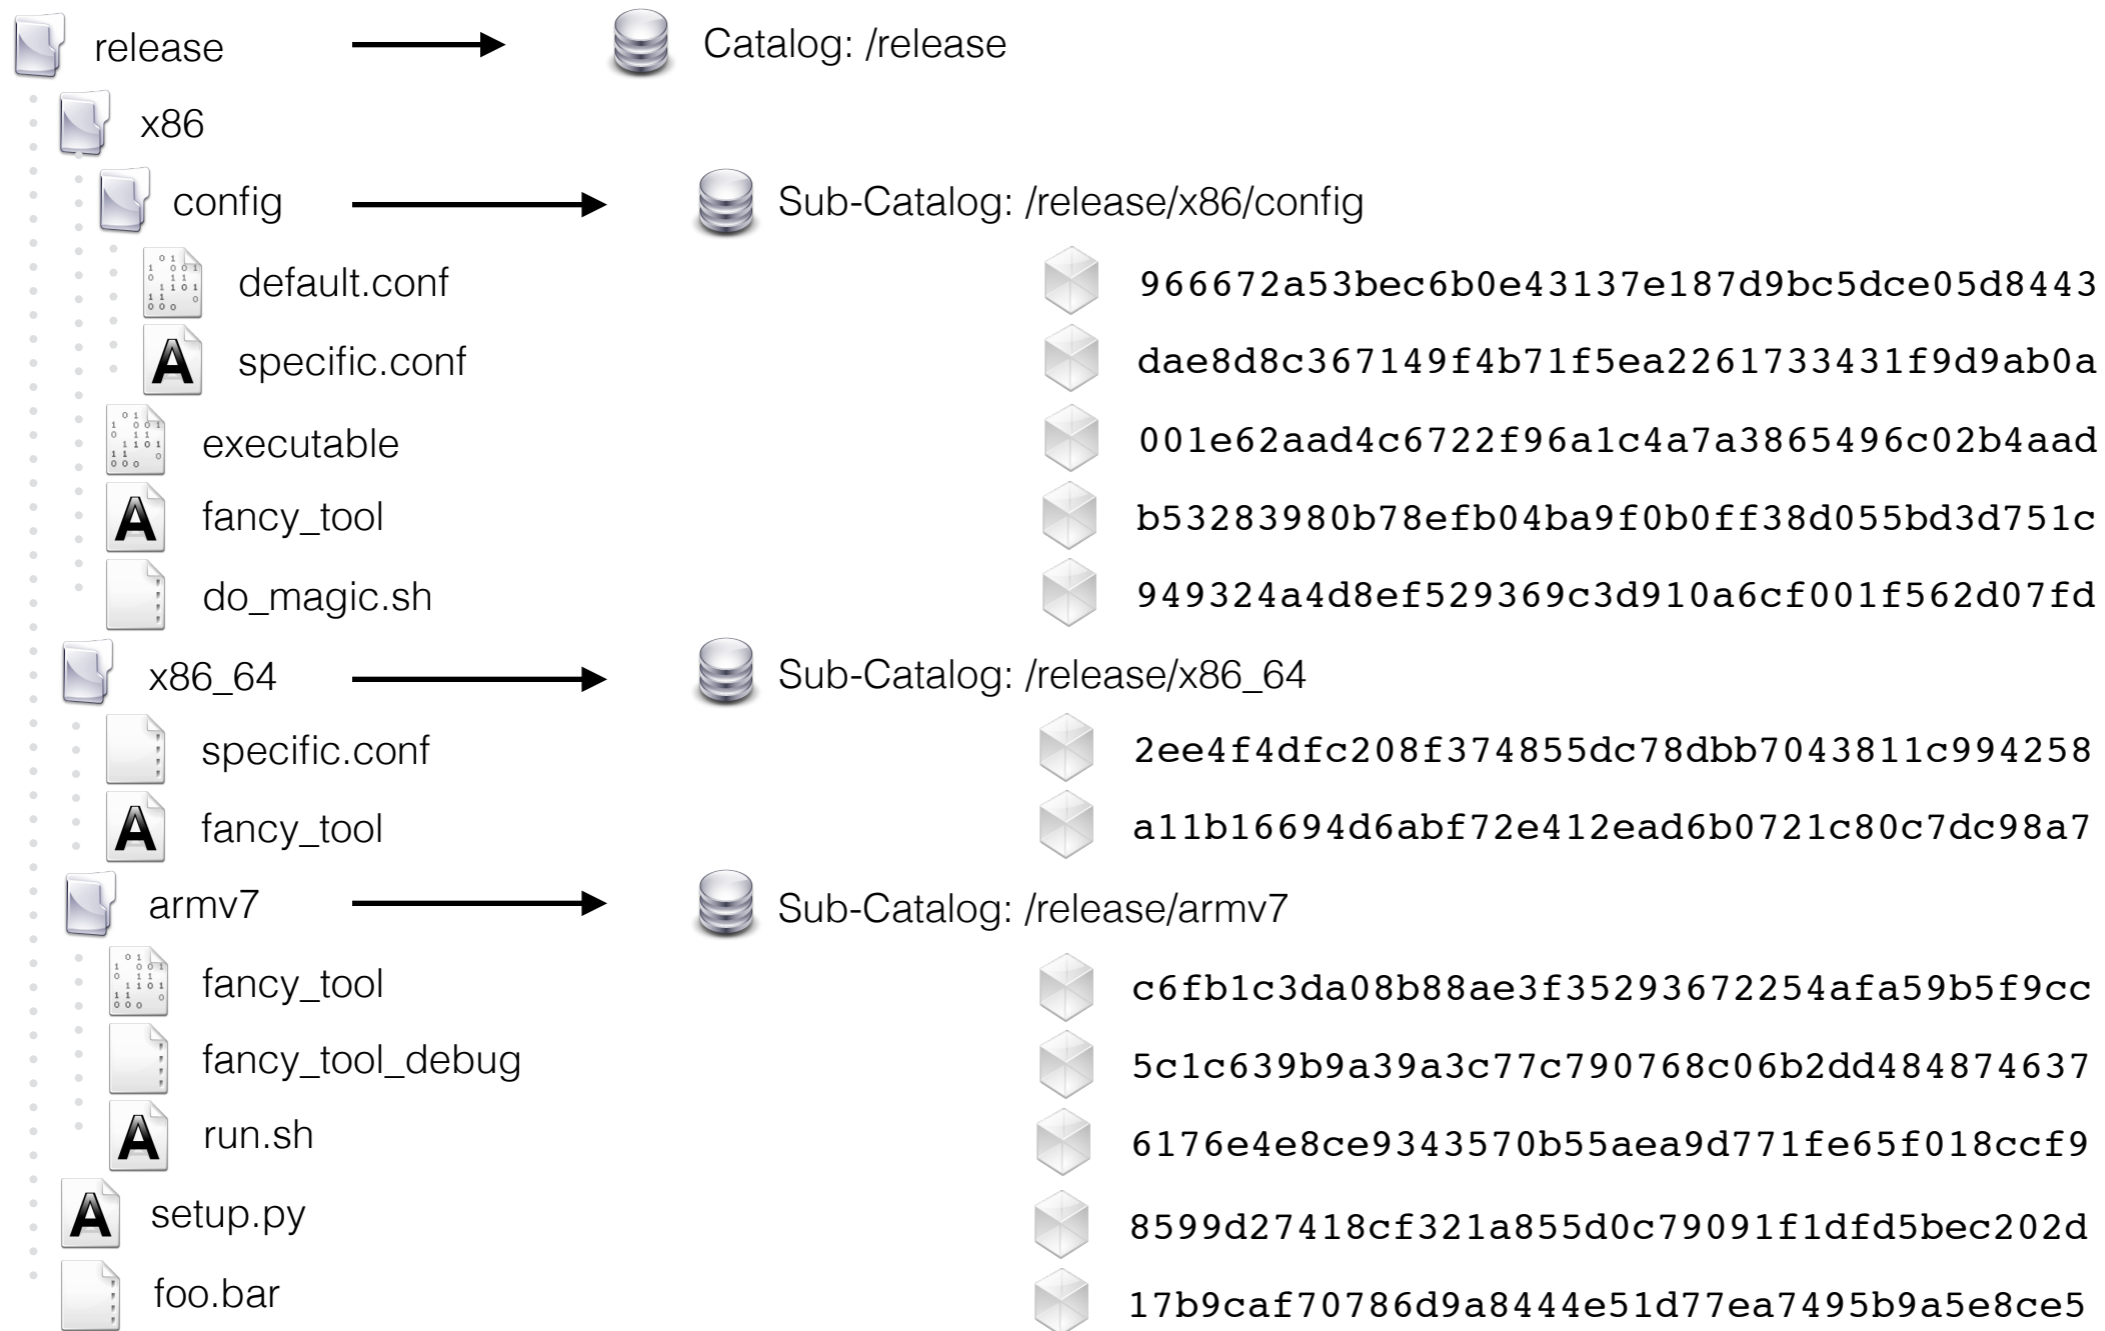 release Catalog: /release
x86
config Sub-Catalog: /release/x86/config
default.conf 966672a53bec6b0e43137e187d9bc5dce05d8443
specific.conf dae8d8c367149f4b71f5ea2261733431f9d9ab0a
executable 001e62aad4c6722f96a1c4a7a3865496c02b4aad
fancy_tool b53283980b78efb04ba9f0b0ff38d055bd3d751c
do_magic.sh 949324a4d8ef529369c3d910a6cf001f562d07fd
x86_64 Sub-Catalog: /release/x86_64
specific.conf 2ee4f4dfc208f374855dc78dbb7043811c994258
fancy_tool a11b16694d6abf72e412ead6b0721c80c7dc98a7
armv7 Sub-Catalog: /release/armv7
fancy_tool c6fb1c3da08b88ae3f35293672254afa59b5f9cc
fancy_tool_debug 5c1c639b9a39a3c77c790768c06b2dd484874637
run.sh 6176e4e8ce9343570b55aea9d771fe65f018ccf9
setup.py 8599d27418cf321a855d0c79091f1dfd5bec202d
foo.bar 17b9caf70786d9a8444e51d77ea7495b9a5e8ce5